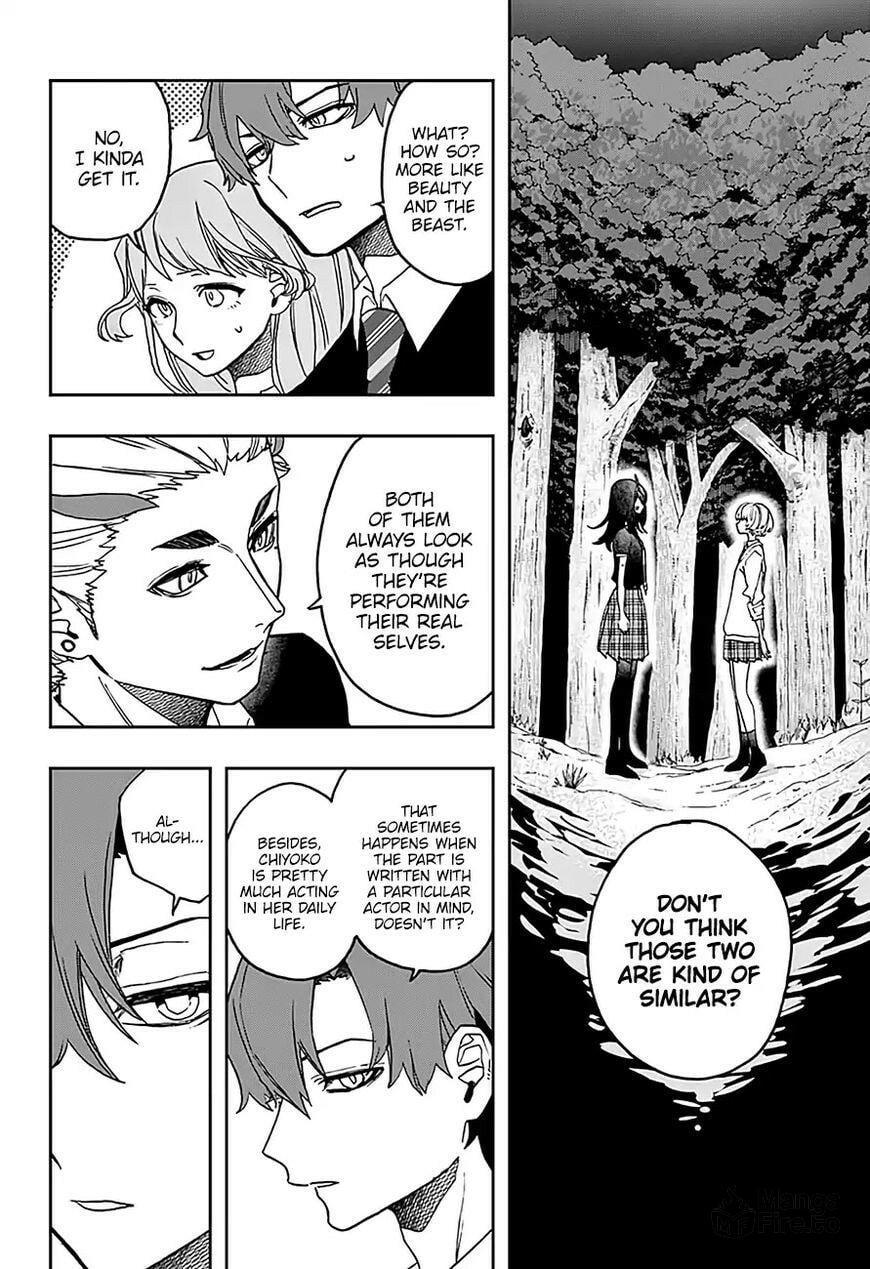 DON'T
YOU THINK
THOSE TWO
ARE KIND OF
SIMILAR?
WHAT?
HOW SO?
MORE LIKE
BEAUTY
AND THE
BEAST.
NO,
I KINDA
GET IT.
BOTH
OF THEM
ALWAYS LOOK
AS THOUGH
THEY'RE
PERFORMING
THEIR REAL
SELVES.
THAT
SOMETIMES
HAPPENS WHEN
THE PART IS
WRITTEN WITH
A PARTICULAR
ACTOR IN MIND,
DOESN'T IT?
BESIDES,
CHIYOKO
IS PRETTY
MUCH ACTING
IN HER DAILY
LIFE.
AL-
THOUGH...
Manga
Fire.to